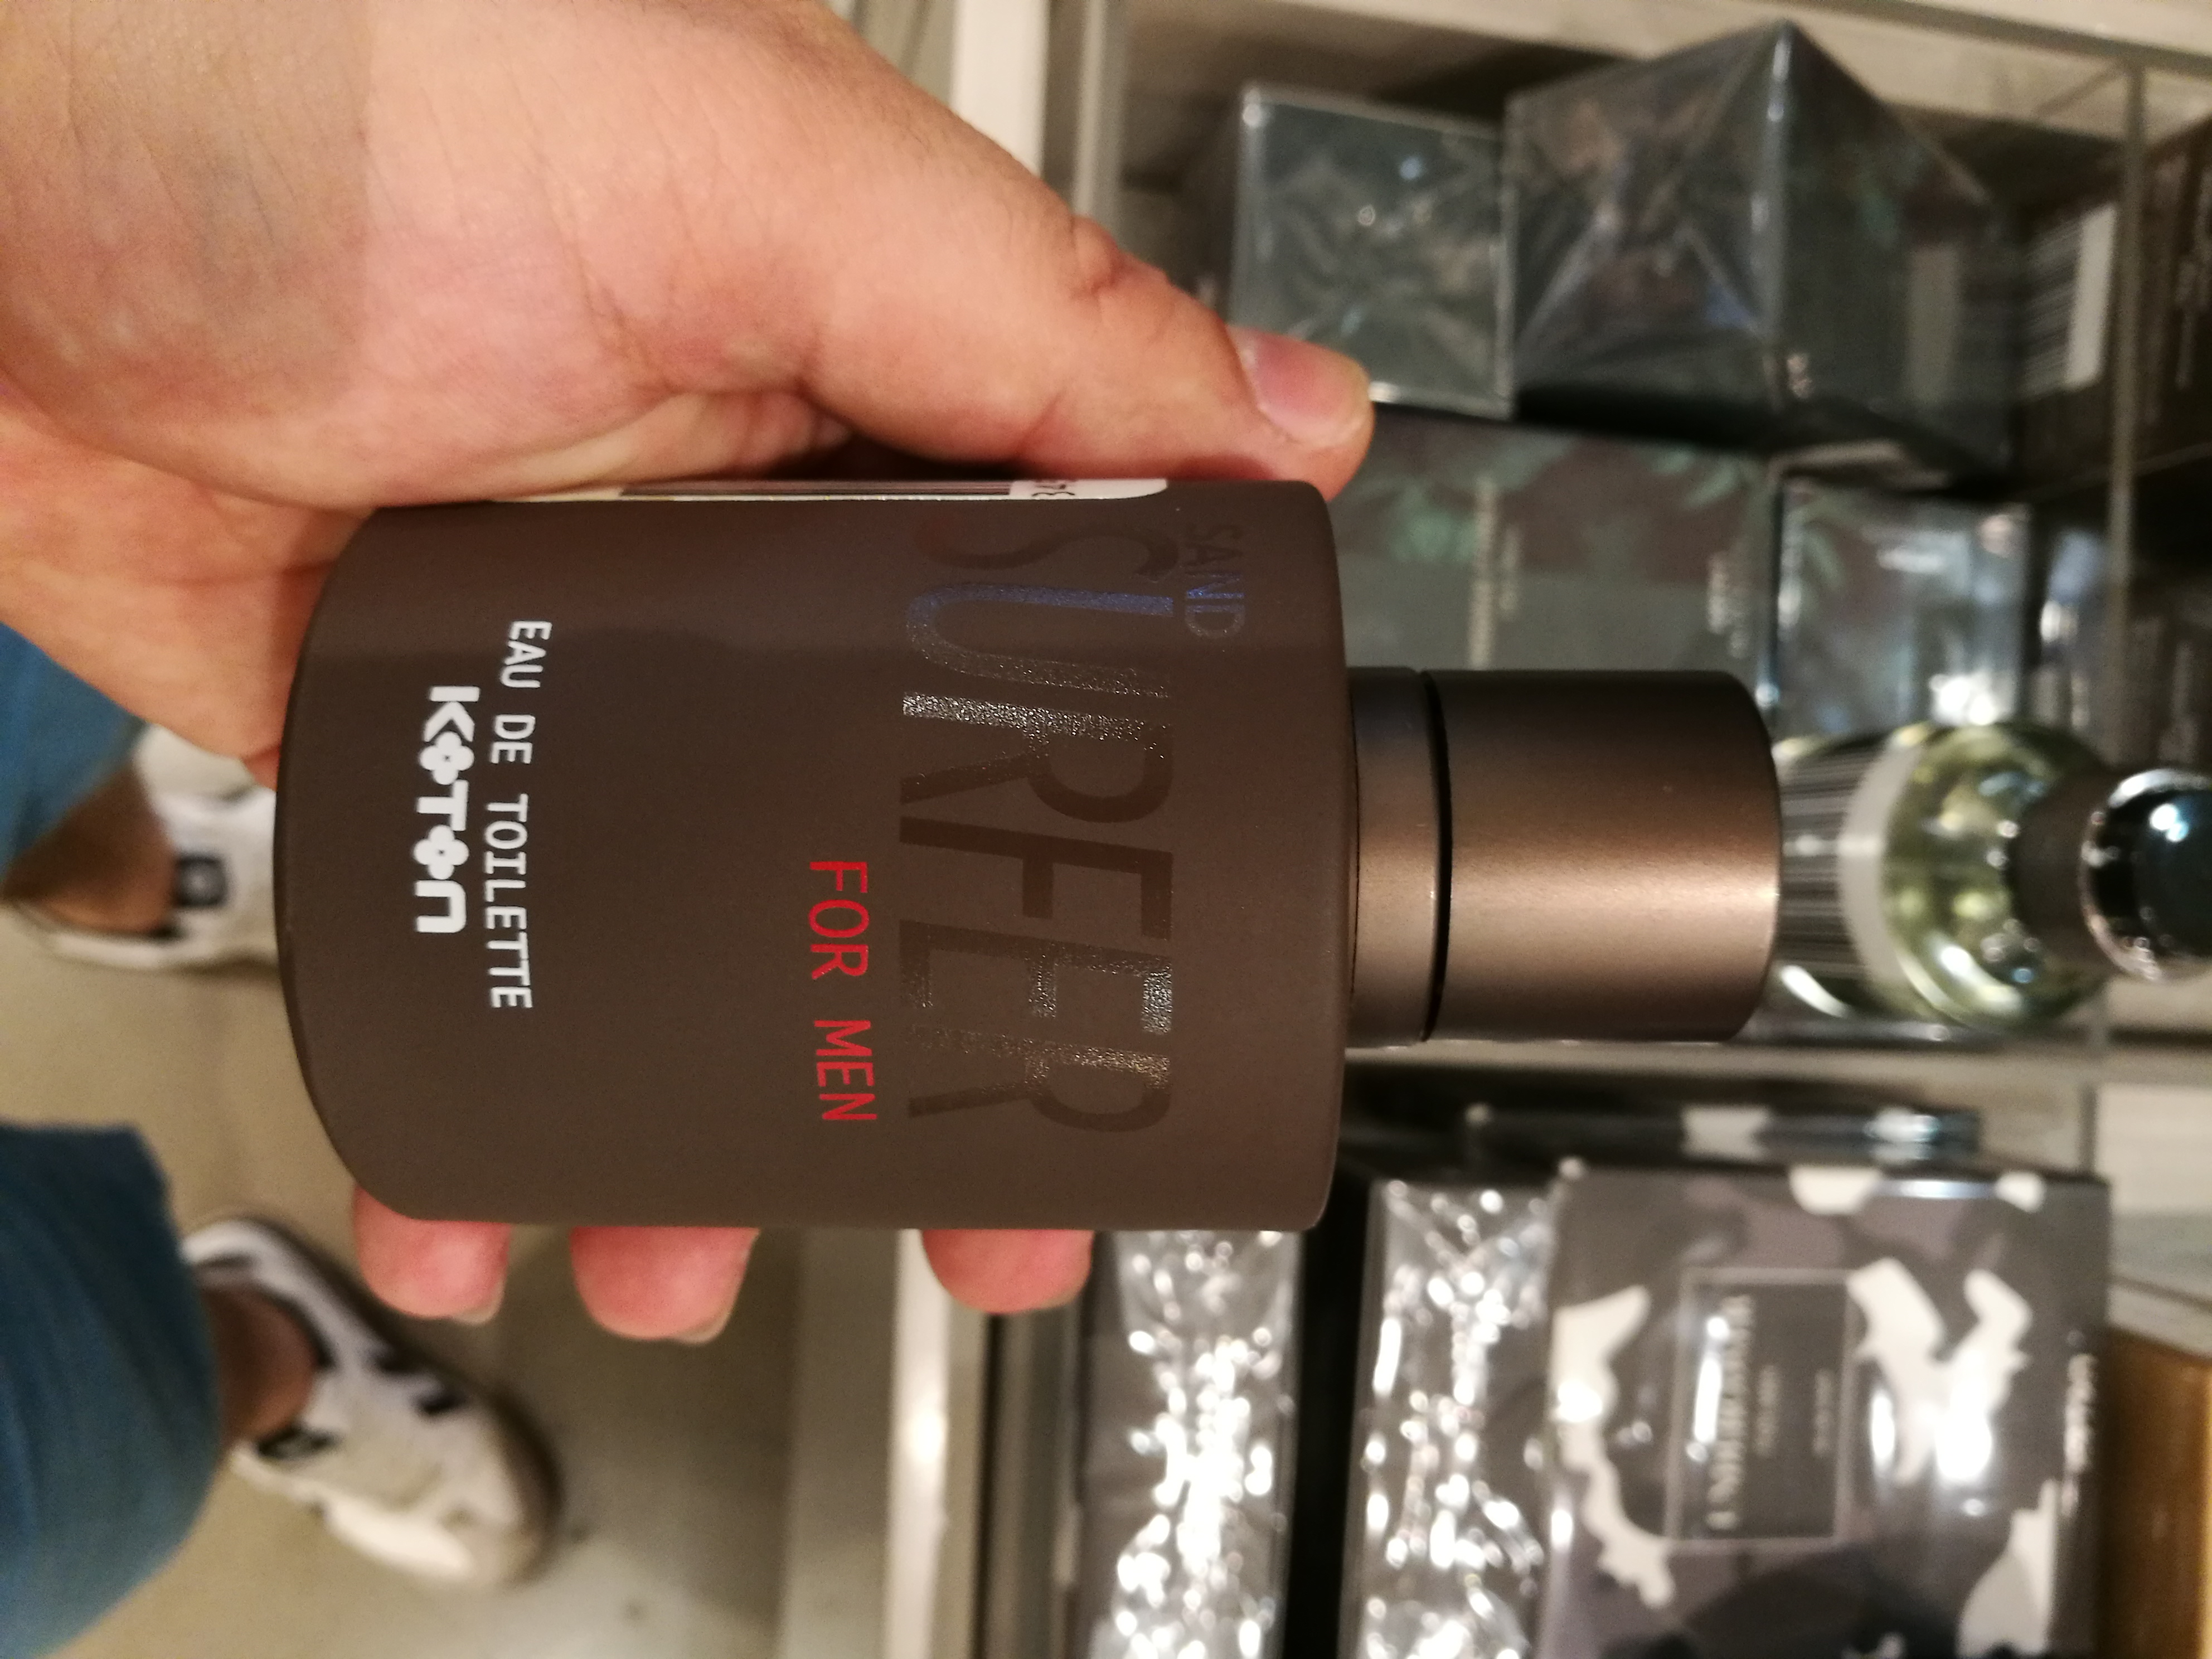 SAND
SURFER
FOR MEN
EAU DE TOILETTE
KOTON